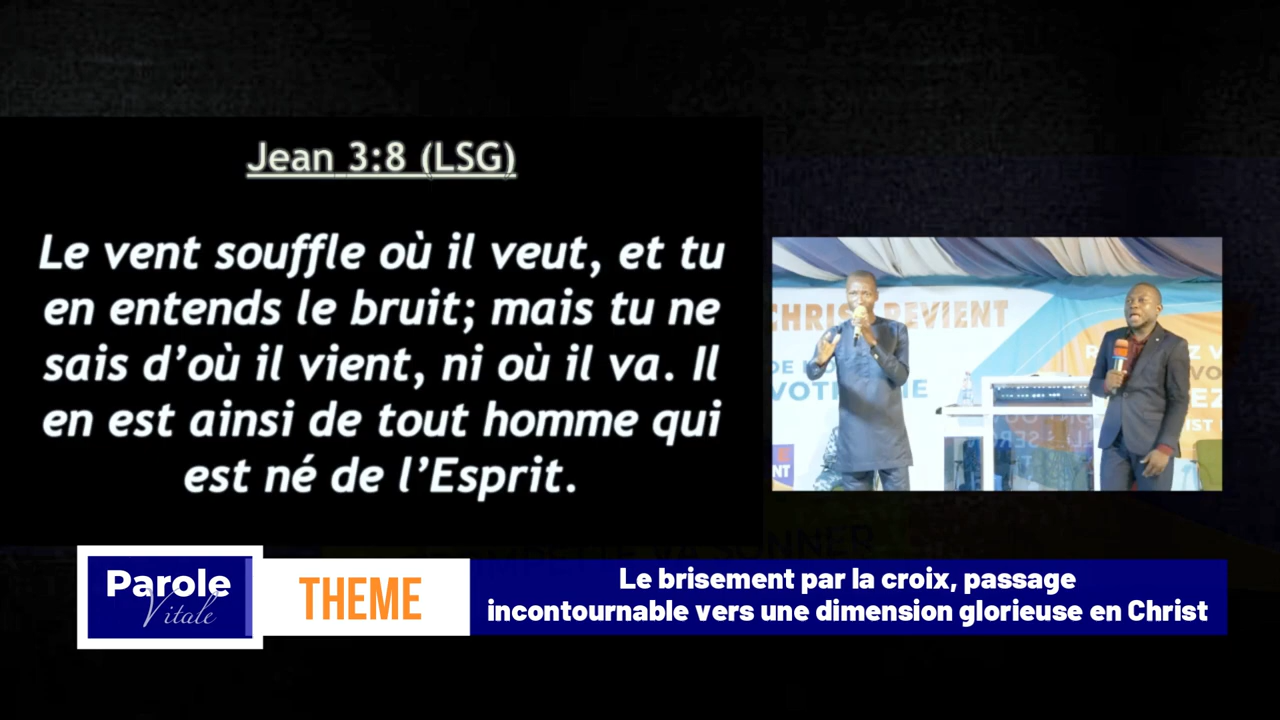 Jean 3:8 (LSG)
Le vent souffle où il veut, et tu
en entends le bruit; mais tu ne
sais d’où il vient, ni où il va. Il
en est ainsi de tout homme qui
est né de l’Esprit.
CHRIST REVIENT
Parole
Vitale
THEME
Le brisement par la croix, passage
incontournable vers une dimension glorieuse en Christ